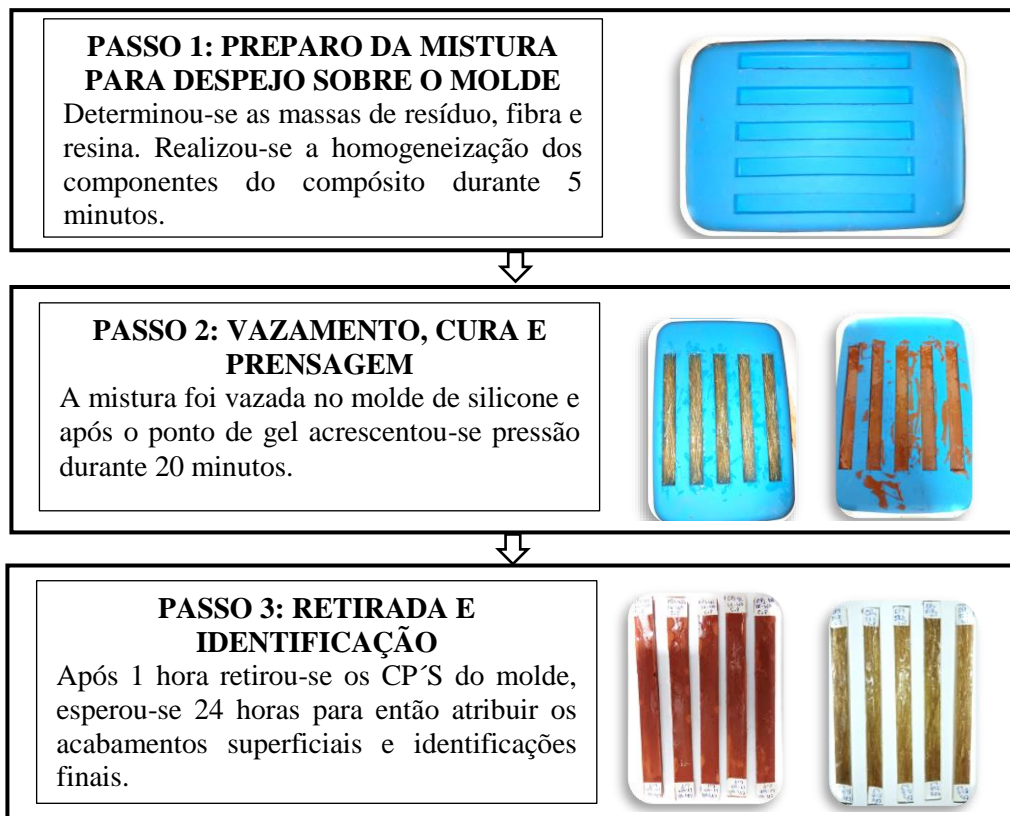 PASSO 1: PREPARO DA MISTURA
PARA DESPEJO SOBRE O MOLDE
Determinou-se as massas de resíduo, fibra e
resina. Realizou-se a homogeneização dos
componentes do compósito durante 5
minutos.
PASSO 2: VAZAMENTO, CURA E
PRENSAGEM
A mistura foi vazada no molde de silicone e
após o ponto de gel acrescentou-se pressão
durante 20 minutos.
PASSO 3: RETIRADA E
IDENTIFICAÇÃO
Após 1 hora retirou-se os CP´S do molde,
esperou-se 24 horas para então atribuir os
acabamentos superficiais e identificações
finais.